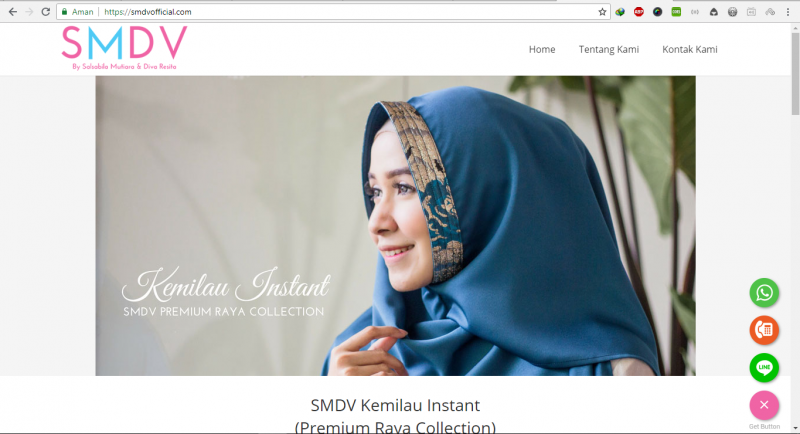 Aman | https://smdvofficial.com
SMDV
By Salsabila Mutiara & Diva Resita
Home Tentang Kami Kontak Kami
Kemilau Instant
SMDV PREMIUM RAYA COLLECTION
LINE
Get Button
SMDV Kemilau Instant
(Premium Raya Collection)